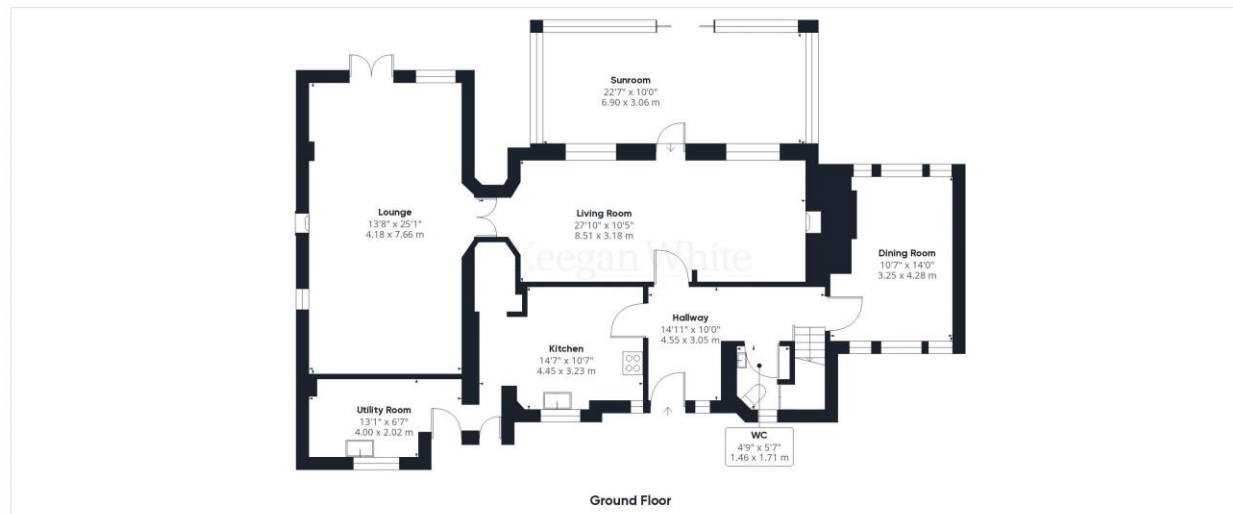 Sunroom
22'7" x 10'0"
6.90 x 3.06 m
Lounge
13'8" x 25'1"
4.18 x 7.66 m
Living Room
27'10" x 10'5"
8.51 x 3.18 m
Keegan White
Dining Room
10'7" x 14'0"
3.25 x 4.28 m
Hallway
14'11" x 10'0"
4.55 x 3.05 m
Kitchen
14'7" x 10'7"
4.45 x 3.23 m
Utility Room
13'1" x 6'7"
4.00 x 2.02 m
WC
4'9" x 5'7"
1.46 x 1.71 m
Ground Floor